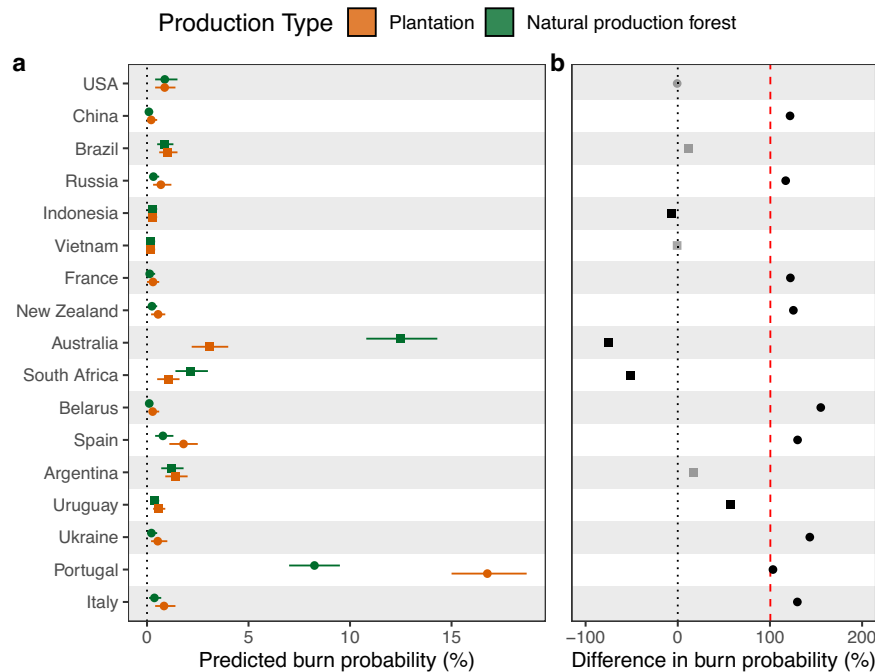 Production Type Plantation Natural production forest
a b
USA
China
Brazil
Russia
Indonesia
Vietnam
France
New Zealand
Australia
South Africa
Belarus
Spain
Argentina
Uruguay
Ukraine
Portugal
Italy
0 5 10 15 −100 0 100 200
Predicted burn probability (%) Difference in burn probability (%)